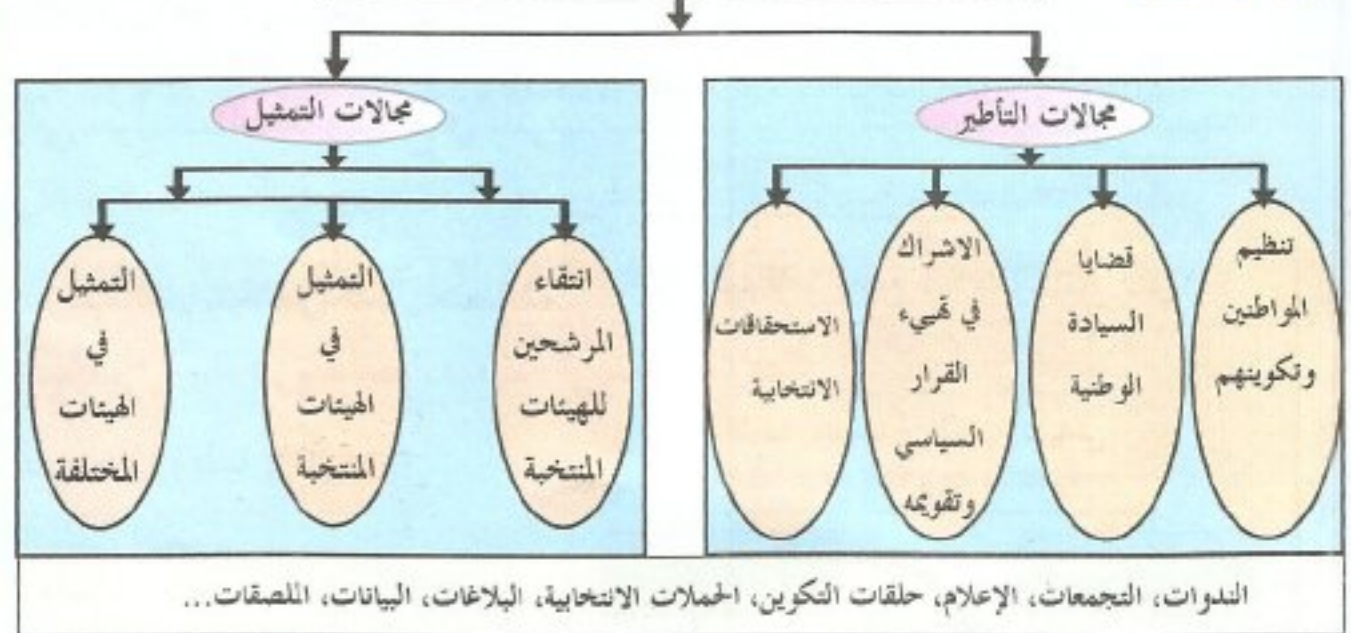 مجالات التأطير
تنظيم
المواطنين
وتكوينهم
قضايا
السيادة
الوطنية
الاشراك
في تهييء
القرار
السياسي
وتقويمه
الاستحقاقات
الانتخابية
مجالات التمثيل
انتقاء
المرشحين
للهيئات
المنتخبة
التمثيل
في
الهيئات
المنتخبة
التمثيل
في
الهيئات
المختلفة
الندوات، التجمعات، الإعلام، حلقات التكوين، الحملات الانتخابية، البلاغات، البيانات، الملصقات...